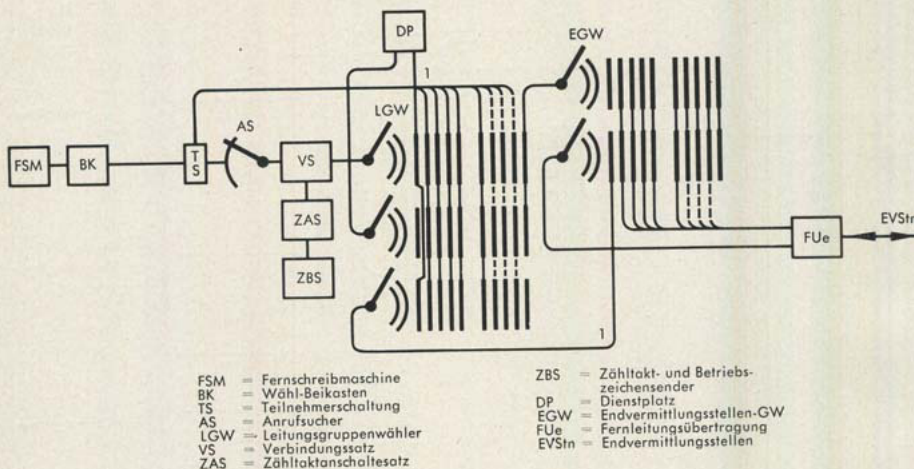 DP
EGW
1
LGW
AS
FSM
BK
TS
VS
ZAS
ZBS
FUe
EVStn
1
FSM = Fernschreibmaschine
BK = Wähl-Beikasten
TS = Teilnehmerschaltung
AS = Anrufsucher
LGW = Leitungsgruppenwähler
VS = Verbindungssatz
ZAS = Zähltaktanschaltesatz
ZBS = Zähltakt- und Betriebs-
zeichensender
DP = Dienstplatz
EGW = Endvermittlungsstellen-GW
FUe = Fernleitungsübertragung
EVStn = Endvermittlungsstellen